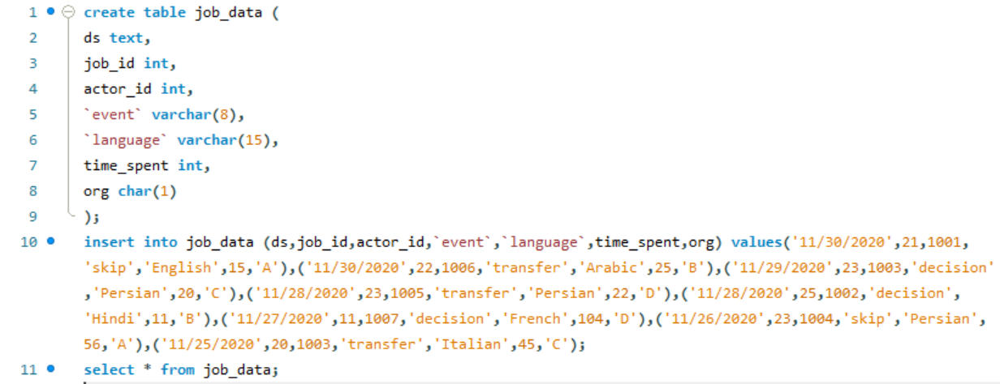 1 create table job_data (
2 ds text,
3 job_id int,
4 actor_id int,
5 `event` varchar(8),
6 `language` varchar(15),
7 time_spent int,
8 org char(1)
9 );
10 insert into job_data (ds,job_id,actor_id,`event`,`language`,time_spent,org) values('11/30/2020',21,1001,
'skip','English',15,'A'),('11/30/2020',22,1006,'transfer','Arabic',25,'B'),('11/29/2020',23,1003,'decision'
,'Persian',20,'C'),('11/28/2020',23,1005,'transfer','Persian',22,'D'),('11/28/2020',25,1002,'decision',
'Hindi',11,'B'),('11/27/2020',11,1007,'decision','French',104,'D'),('11/26/2020',23,1004,'skip','Persian',
56,'A'),('11/25/2020',20,1003,'transfer','Italian',45,'C');
11 select * from job_data;